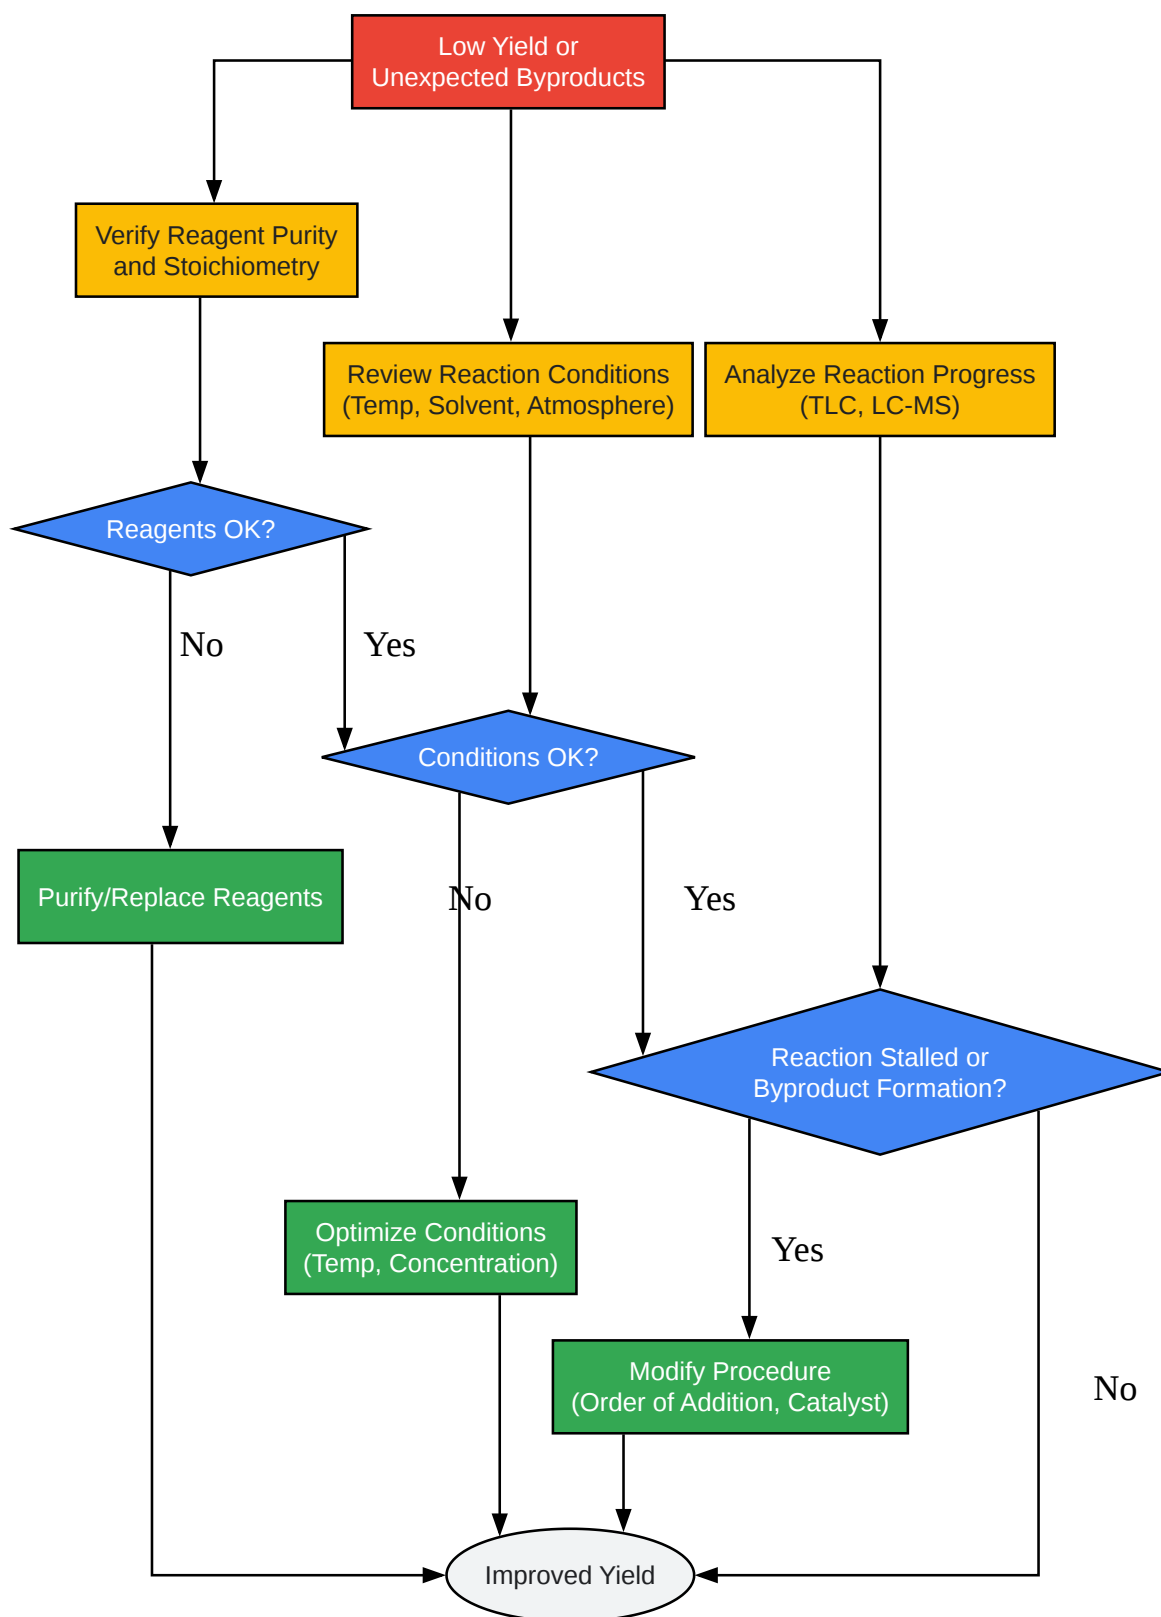 Low Yield or
Unexpected Byproducts
Verify Reagent Purity
and Stoichiometry
Review Reaction Conditions
(Temp, Solvent, Atmosphere)
Analyze Reaction Progress
(TLC, LC-MS)
Reagents OK?
No
Yes
Conditions OK?
Purify/Replace Reagents
No
Yes
Reaction Stalled or
Byproduct Formation?
Optimize Conditions
(Temp, Concentration)
Yes
Modify Procedure
(Order of Addition, Catalyst)
No
Improved Yield